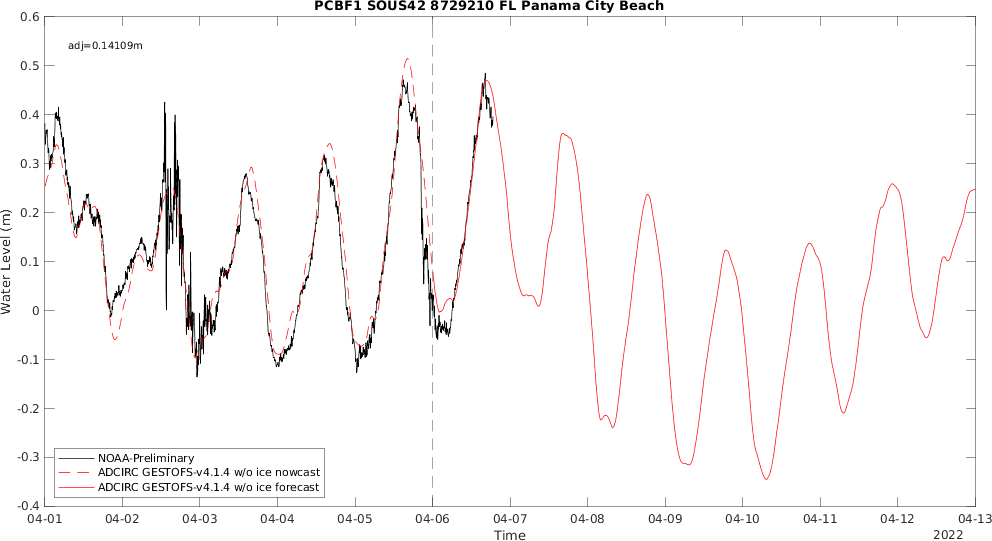 PCBF1 SOUS42 8729210 FL Panama City Beach
adj=0.14109m
0.6
0.5
0.4
0.3
0.2
0.1
0
-0.1
-0.2
-0.3
-0.4
Water Level (m)
NOAA-Preliminary
ADCIRC GESTOFS-v4.1.4 w/o ice nowcast
ADCIRC GESTOFS-v4.1.4 w/o ice forecast
04-01 04-02 04-03 04-04 04-05 04-06 04-07 04-08 04-09 04-10 04-11 04-12 04-13
Time
2022